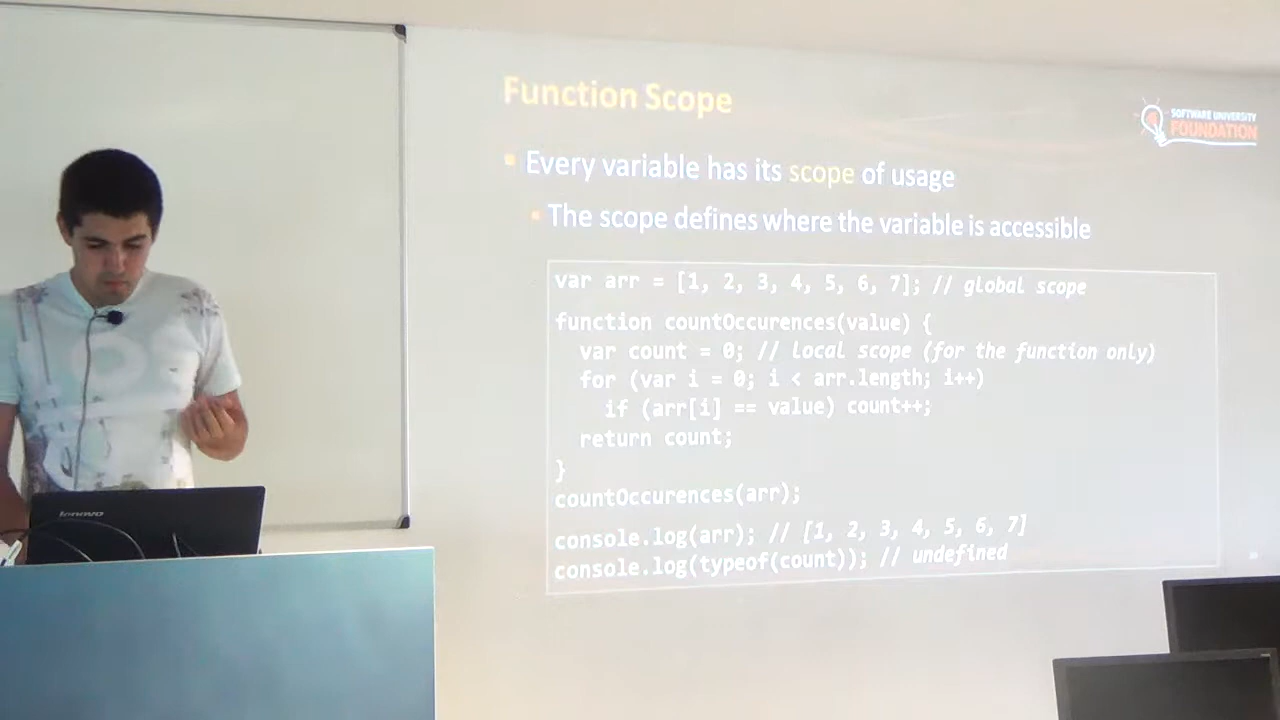 Function Scope
SOFTWARE UNIVERSITY
FOUNDATION
Every variable has its scope of usage
The scope defines where the variable is accessible
var arr = [1, 2, 3, 4, 5, 6, 7]; // global scope
function countOccurences(value) {
var count = 0; // Local scope (for the function only)
for (var i = 0; i < arr.length; i++)
if (arr[i] == value) count++;
return count;
}
countOccurences(arr);
console.log(arr); // [1, 2, 3, 4, 5, 6, 7]
console.log(typeof(count)); // undefined
lenovo